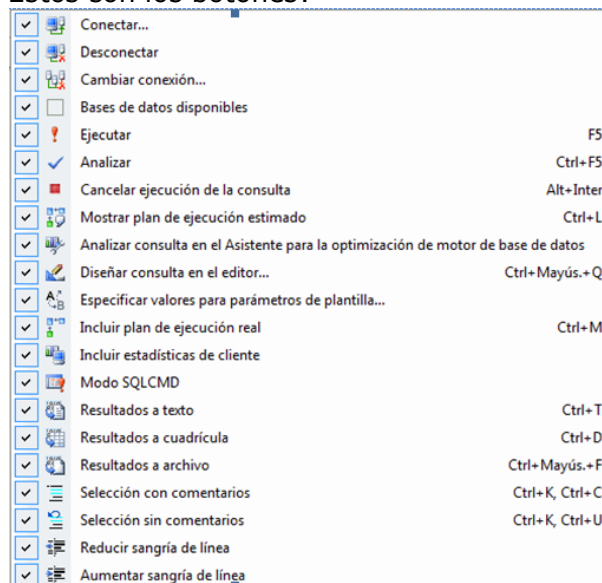 Estos son los botones:
Conectar...
Desconectar
Cambiar conexión...
Bases de datos disponibles
Ejecutar F5
Analizar Ctrl+F5
Cancelar ejecución de la consulta Alt+Inter
Mostrar plan de ejecución estimado Ctrl+L
Analizar consulta en el Asistente para la optimización de motor de base de datos
Diseñar consulta en el editor... Ctrl+Mayús.+Q
Especificar valores para parámetros de plantilla...
Incluir plan de ejecución real Ctrl+M
Incluir estadísticas de cliente
Modo SQLCMD
Resultados a texto Ctrl+T
Resultados a cuadrícula Ctrl+D
Resultados a archivo Ctrl+Mayús.+F
Selección con comentarios Ctrl+K, Ctrl+C
Selección sin comentarios Ctrl+K, Ctrl+U
Reducir sangría de línea
Aumentar sangría de línea